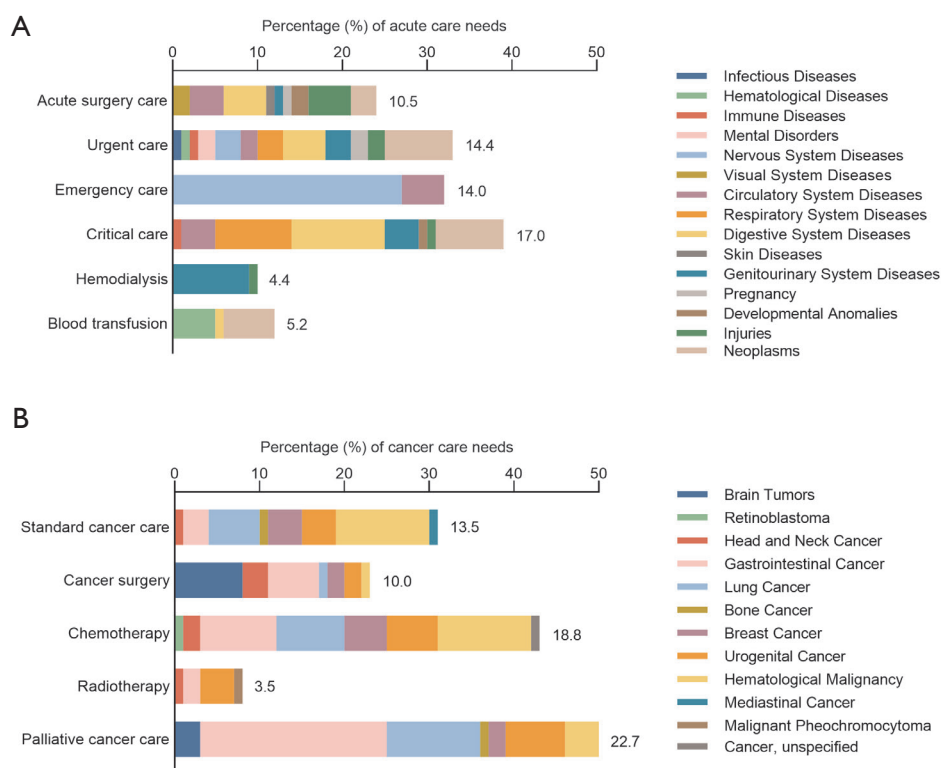 A
Percentage (%) of acute care needs
0 10 20 30 40 50
Acute surgery care 10.5
Urgent care 14.4
Emergency care 14.0
Critical care 17.0
Hemodialysis 4.4
Blood transfusion 5.2
Infectious Diseases
Hematological Diseases
Immune Diseases
Mental Disorders
Nervous System Diseases
Visual System Diseases
Circulatory System Diseases
Respiratory System Diseases
Digestive System Diseases
Skin Diseases
Genitourinary System Diseases
Pregnancy
Developmental Anomalies
Injuries
Neoplasms
B
Percentage (%) of cancer care needs
0 10 20 30 40 50
Standard cancer care 13.5
Cancer surgery 10.0
Chemotherapy 18.8
Radiotherapy 3.5
Palliative cancer care 22.7
Brain Tumors
Retinoblastoma
Head and Neck Cancer
Gastrointestinal Cancer
Lung Cancer
Bone Cancer
Breast Cancer
Urogenital Cancer
Hematological Malignancy
Mediastinal Cancer
Malignant Pheochromocytoma
Cancer, unspecified